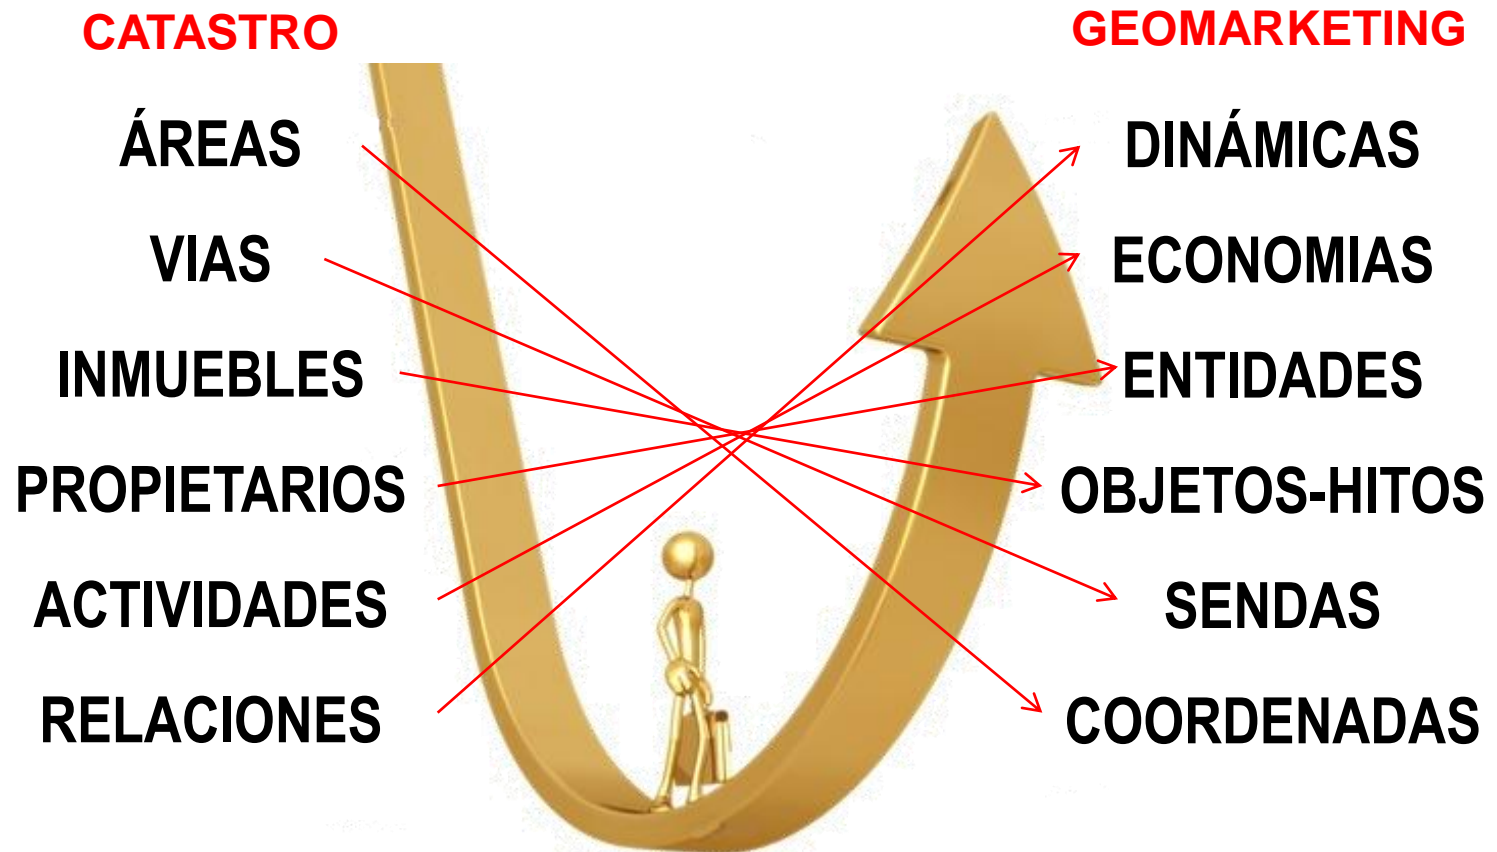 CATASTRO
ÁREAS
VIAS
INMUEBLES
PROPIETARIOS
ACTIVIDADES
RELACIONES
GEOMARKETING
DINÁMICAS
ECONOMIAS
ENTIDADES
OBJETOS-HITOS
SENDAS
COORDENADAS